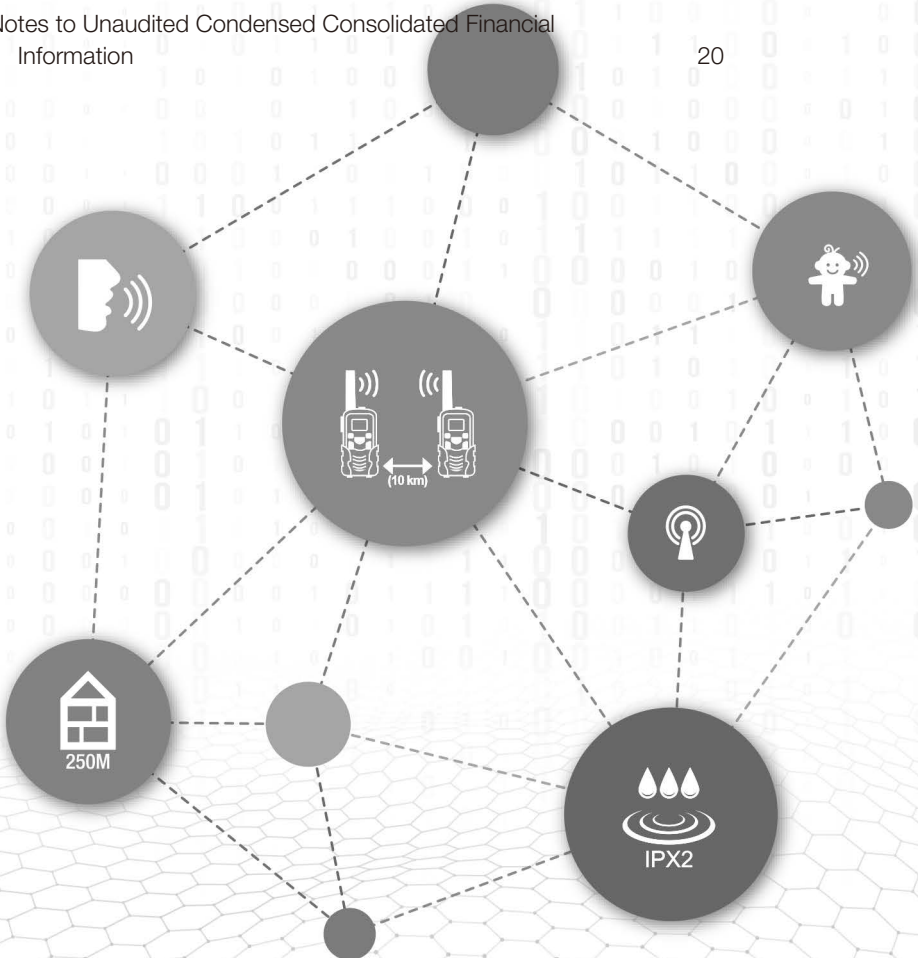 Notes to Unaudited Condensed Consolidated Financial
Information 20
(10 km)
250M
IPX2